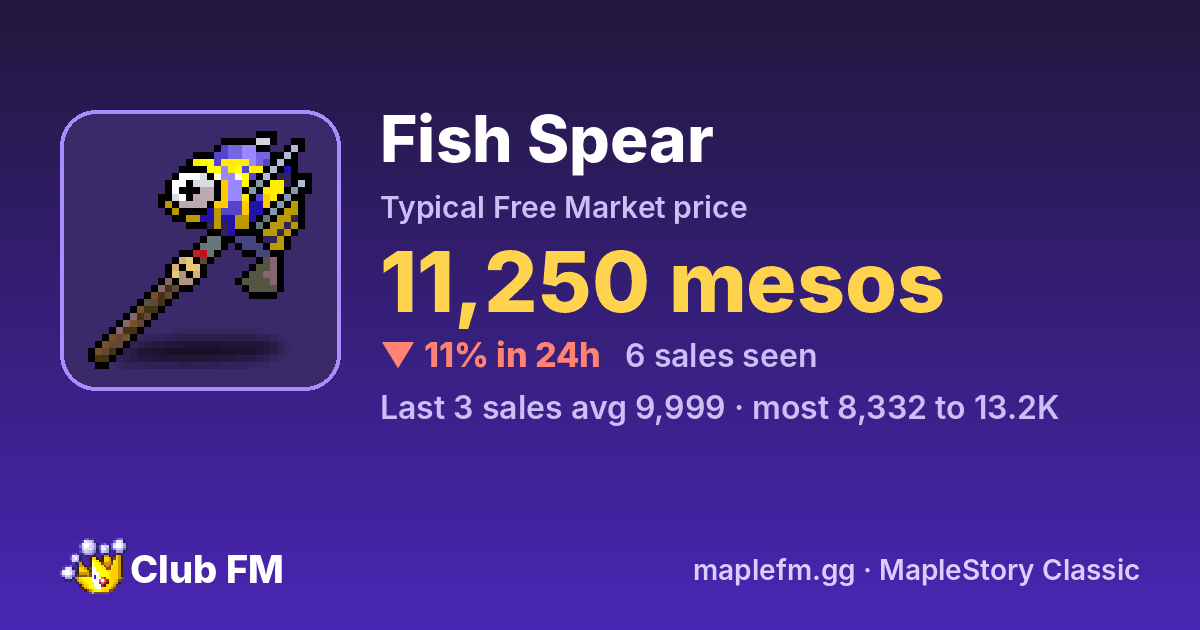 Fish Spear
Typical Free Market price
11,250 mesos
▼ 11% in 24h 6 sales seen
Last 3 sales avg 9,999 · most 8,332 to 13.2K
Club FM
maplefm.gg · MapleStory Classic